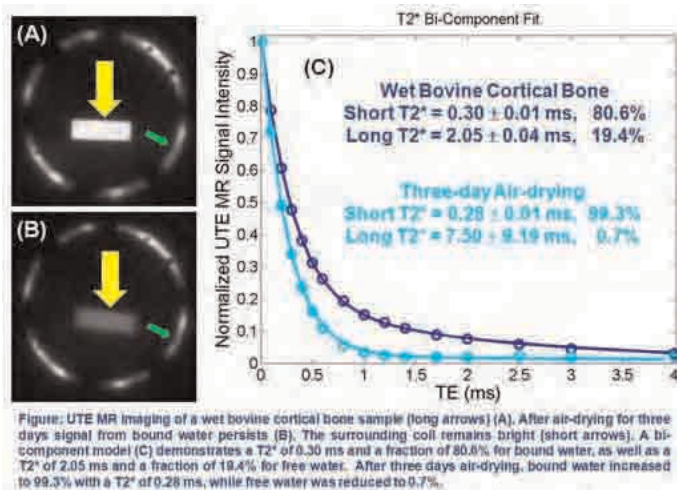 (A)
(B)
T2* Bi-Component Fit
(C)
Wet Bovine Cortical Bone
Short T2* = 0.30 ± 0.01 ms, 80.6%
Long T2* = 2.05 ± 0.04 ms, 19.4%
Three-day Air-drying
Short T2* = 0.28 ± 0.01 ms, 99.3%
Long T2* = 7.50 ± 9.19 ms, 0.7%
Normalized UTE MR Signal Intensity
1
0.9
0.8
0.7
0.6
0.5
0.4
0.3
0.2
0.1
0
0 0.5 1 1.5 2 2.5 3 3.5 4
TE (ms)
Figure: UTE MR imaging of a wet bovine cortical bone sample (long arrows) (A). After air-drying for three
days signal from bound water persists (B). The surrounding coil remains bright (short arrows). A bi-
component model (C) demonstrates a T2* of 0.30 ms and a fraction of 80.6% for bound water, as well as a
T2* of 2.05 ms and a fraction of 19.4% for free water. After three days air-drying, bound water increased
to 99.3% with a T2* of 0.28 ms, while free water was reduced to 0.7%.